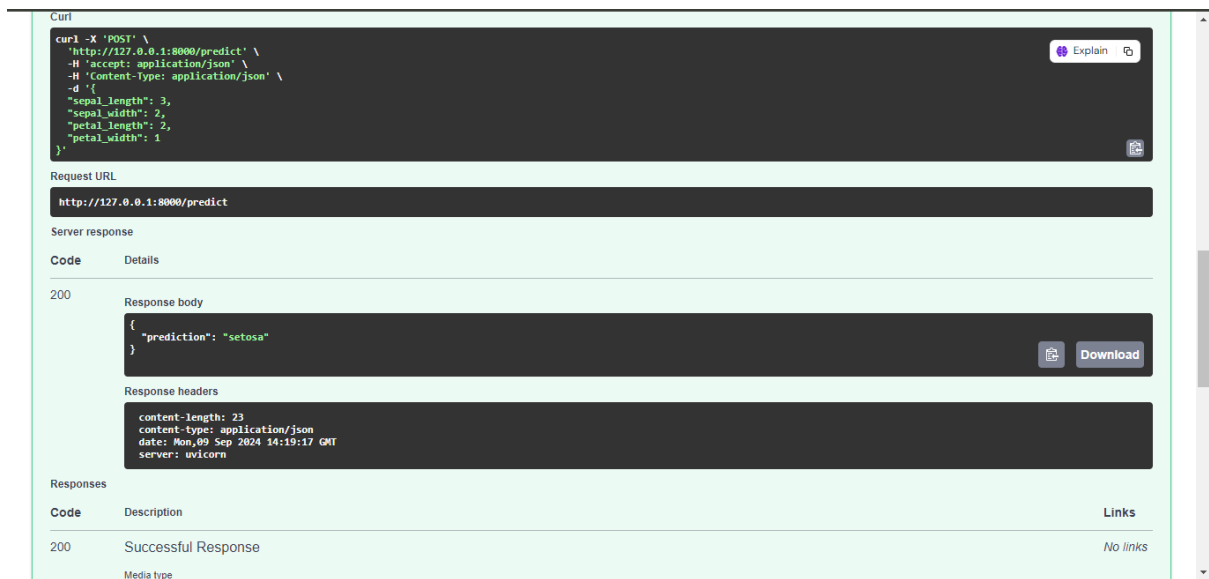 Curl
curl -X 'POST' \
'http://127.0.0.1:8000/predict' \
-H 'accept: application/json' \
-H 'Content-Type: application/json' \
-d '{
"sepal_length": 3,
"sepal_width": 2,
"petal_length": 2,
"petal_width": 1
}'
Explain
Request URL
http://127.0.0.1:8000/predict
Server response
Code Details
200
Response body
{
"prediction": "setosa"
}
Download
Response headers
content-length: 23
content-type: application/json
date: Mon,09 Sep 2024 14:19:17 GMT
server: uvicorn
Responses
Code Description Links
200 Successful Response No links
Media type